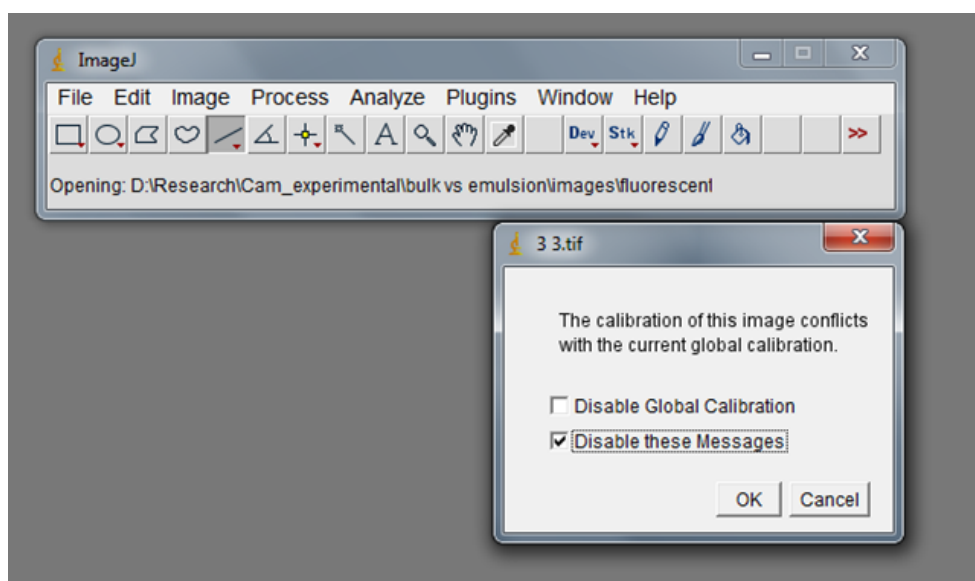 ImageJ
File Edit Image Process Analyze Plugins Window Help
A Dev Stk >>
Opening: D:\Research\Cam_experimental\bulk vs emulsion\images\fluorescent
3 3.tif
The calibration of this image conflicts
with the current global calibration.
Disable Global Calibration
Disable these Messages
OK Cancel